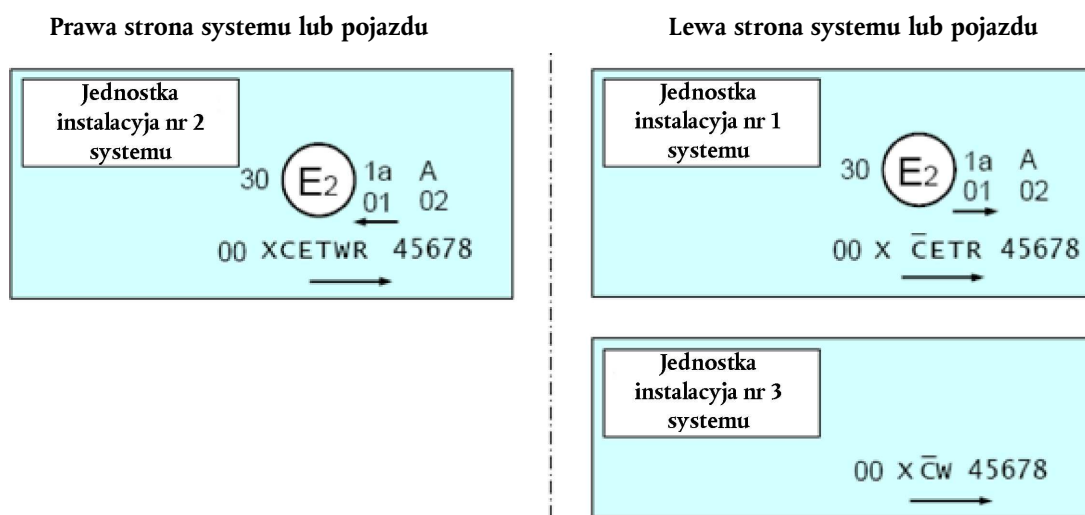 Prawa strona systemu lub pojazdu
Jednostka
instalacyja nr 2
systemu
30 E2 1a A
01 02
00 XCETWR 45678
Lewa strona systemu lub pojazdu
Jednostka
instalacyja nr 1
systemu
30 E2 1a A
01 02
00 X C̅ETR 45678
Jednostka
instalacyja nr 3
systemu
00 X C̅W 45678